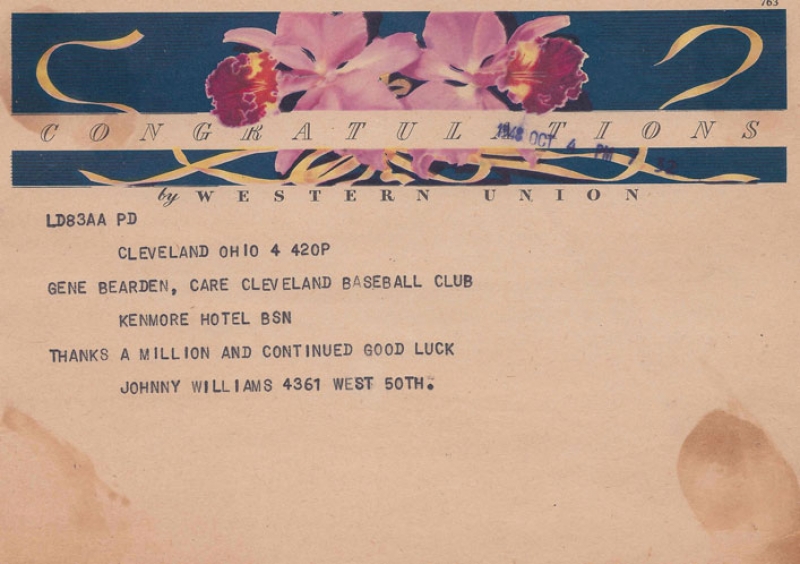 763
CONGRATULATIONS
1948 OCT 4 PM
by WESTERN UNION
LD83AA PD
CLEVELAND OHIO 4 420P
GENE BEARDEN, CARE CLEVELAND BASEBALL CLUB
KENMORE HOTEL BSN
THANKS A MILLION AND CONTINUED GOOD LUCK
JOHNNY WILLIAMS 4361 WEST 50TH.